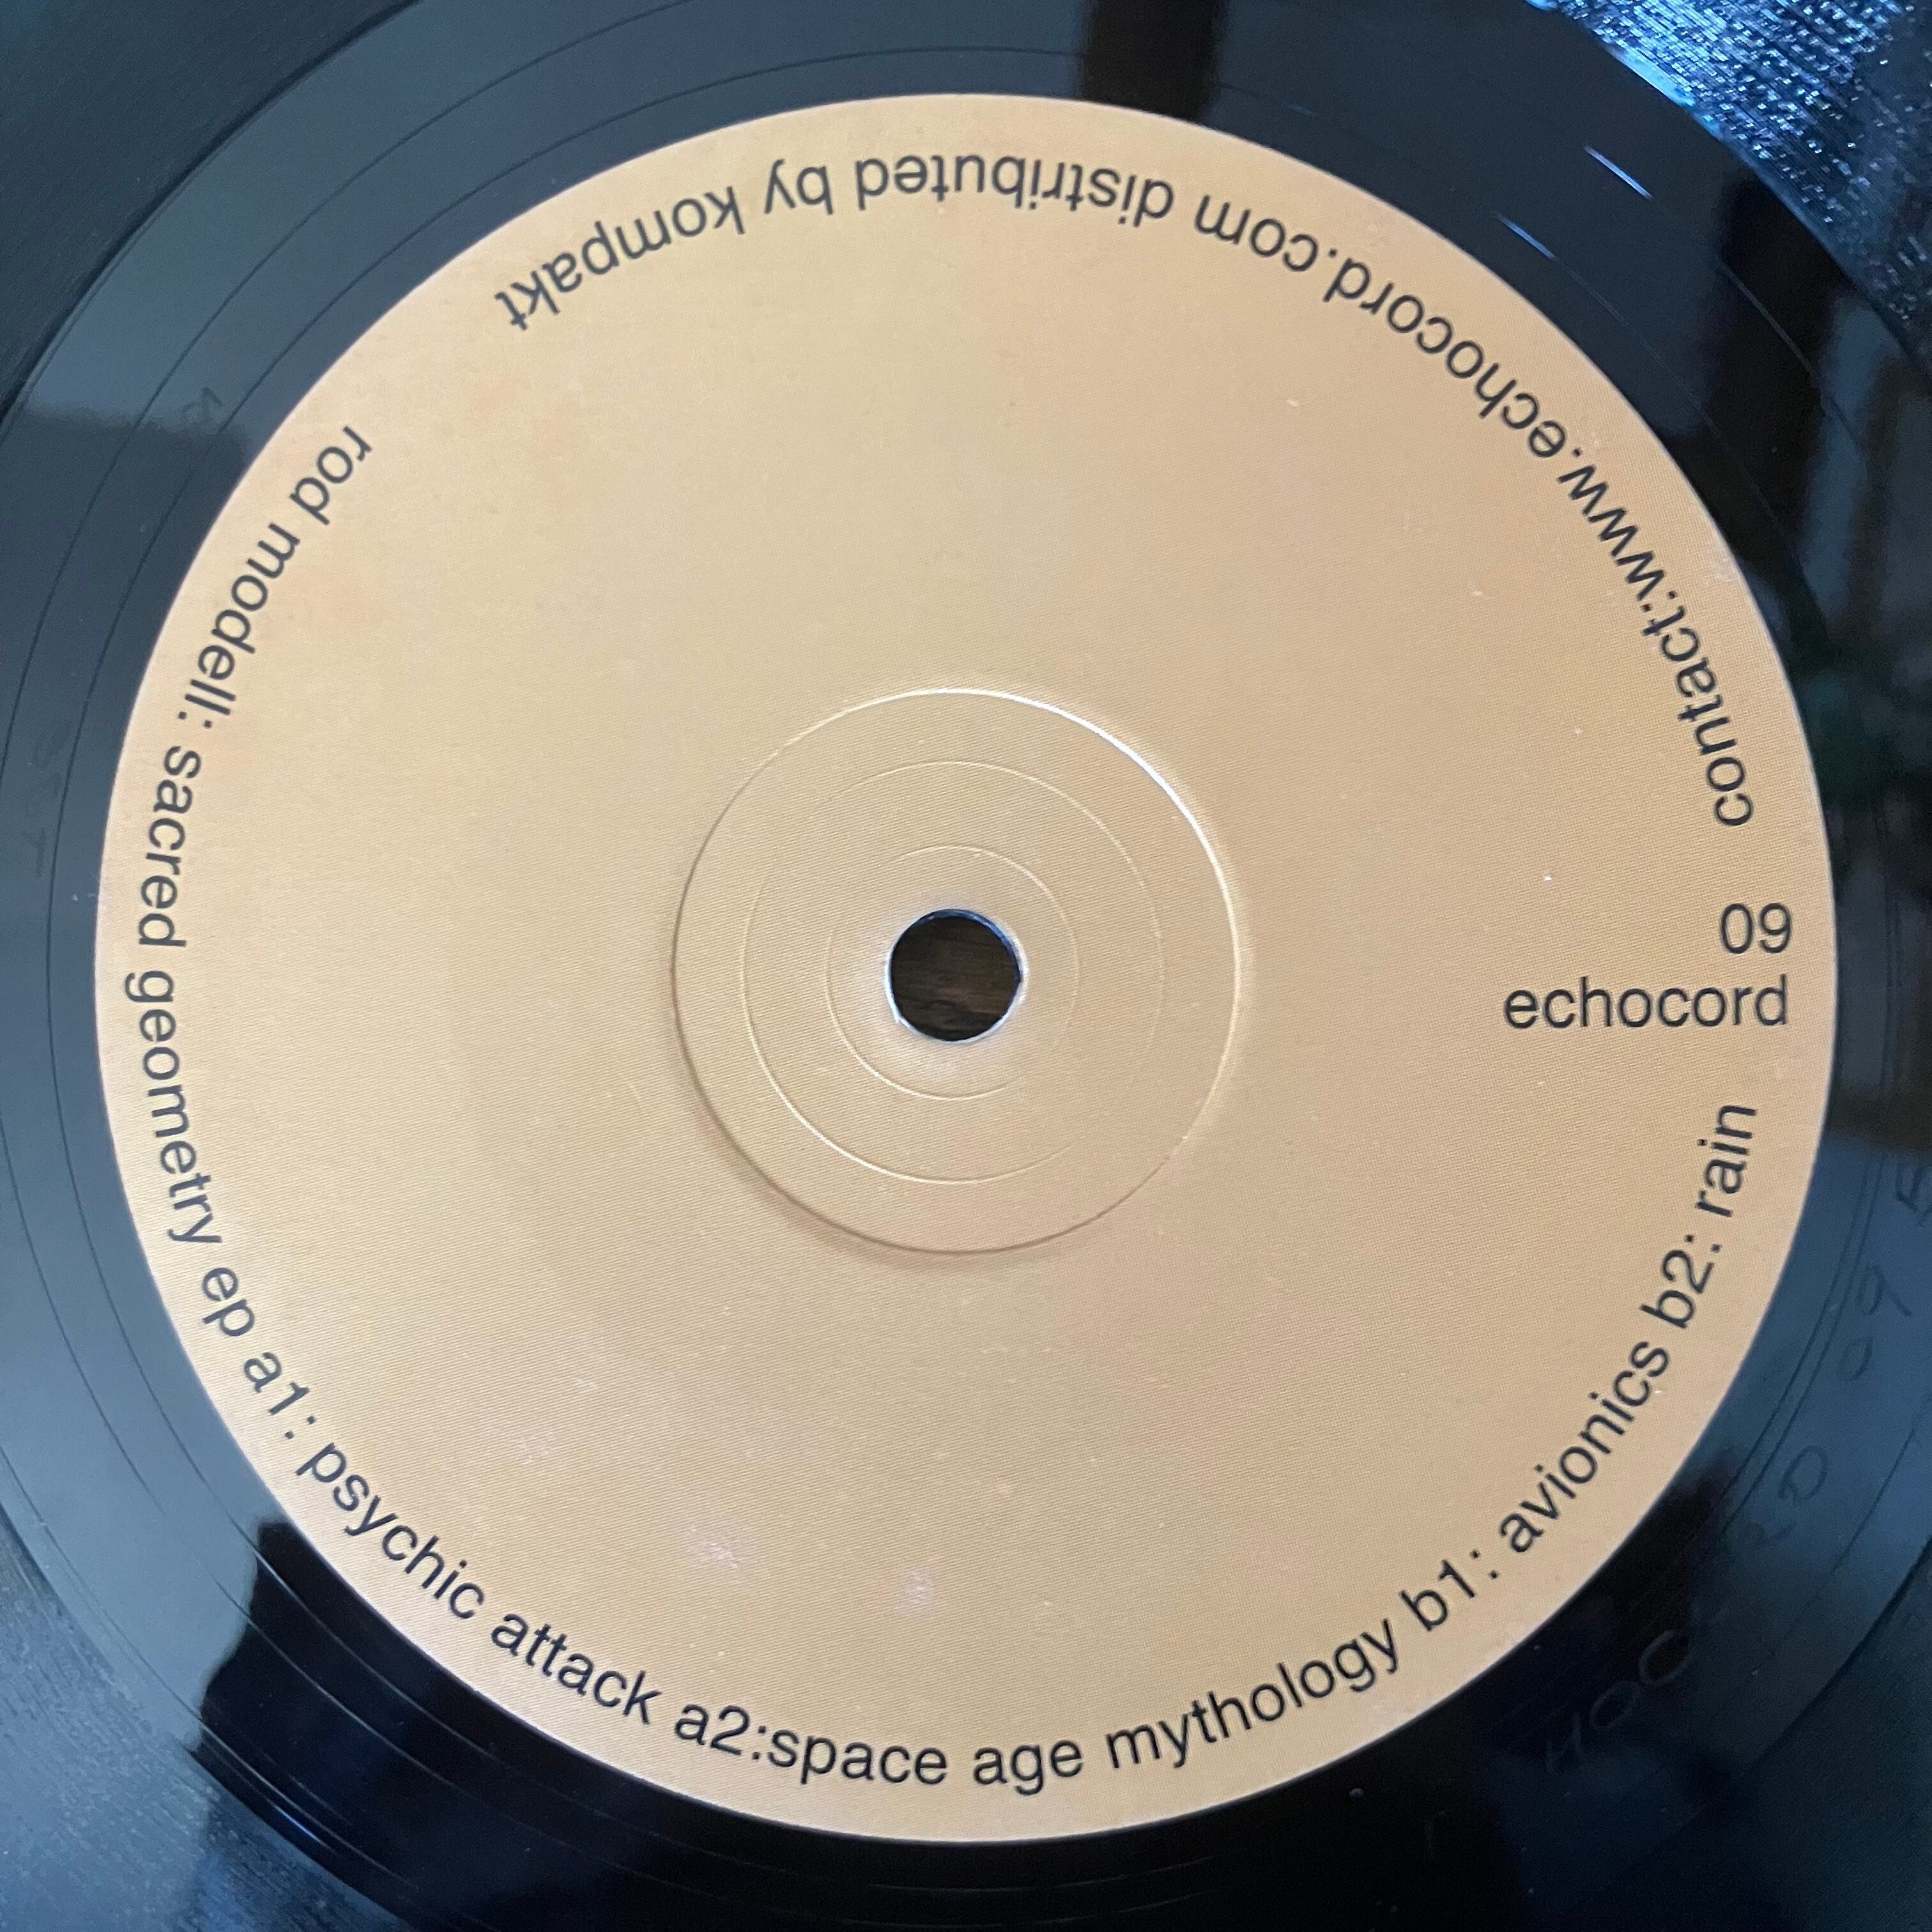 rod modell: sacred geometry ep a1: psychic attack a2:space age mythology b1: avionics b2: rain
09
echocord
contact:www.echocord.com distributed by kompakt